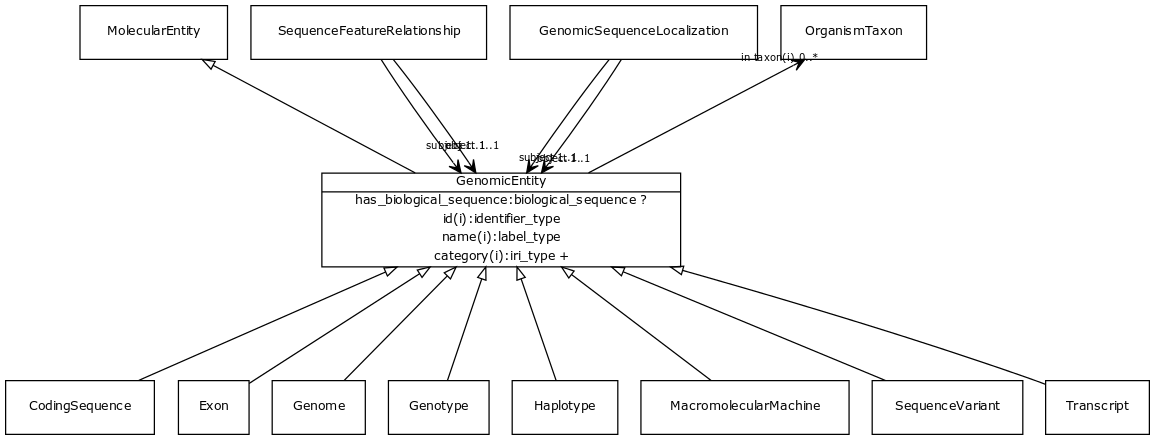 MolecularEntity
SequenceFeatureRelationship
GenomicSequenceLocalization
OrganismTaxon
in taxon(i) 0..*
subject 1..1
object 1..1
subject 1..1
object 1..1
GenomicEntity
has_biological_sequence:biological_sequence ?
id(i):identifier_type
name(i):label_type
category(i):iri_type +
CodingSequence
Exon
Genome
Genotype
Haplotype
MacromolecularMachine
SequenceVariant
Transcript